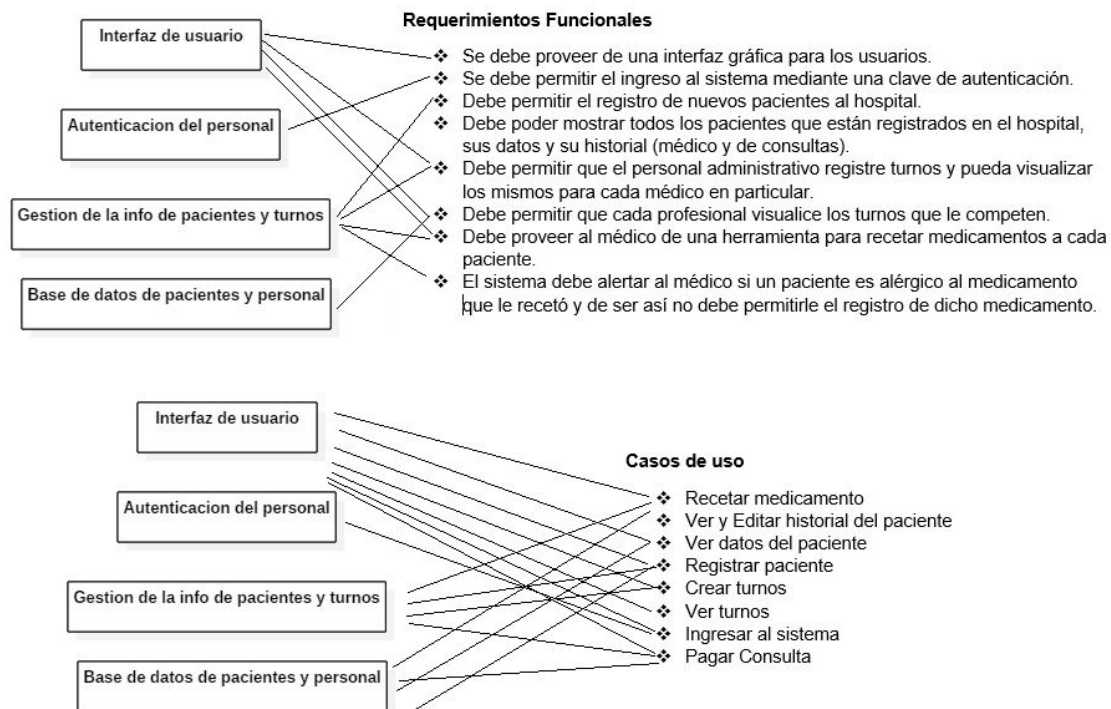 Requerimientos Funcionales
Interfaz de usuario
Autenticacion del personal
Gestion de la info de pacientes y turnos
Base de datos de pacientes y personal
❖ Se debe proveer de una interfaz gráfica para los usuarios.
❖ Se debe permitir el ingreso al sistema mediante una clave de autenticación.
❖ Debe permitir el registro de nuevos pacientes al hospital.
❖ Debe poder mostrar todos los pacientes que están registrados en el hospital,
sus datos y su historial (médico y de consultas).
❖ Debe permitir que el personal administrativo registre turnos y pueda visualizar
los mismos para cada médico en particular.
❖ Debe permitir que cada profesional visualice los turnos que le competen.
❖ Debe proveer al médico de una herramienta para recetar medicamentos a cada
paciente.
❖ El sistema debe alertar al médico si un paciente es alérgico al medicamento
que le recetó y de ser así no debe permitirle el registro de dicho medicamento.
Interfaz de usuario
Autenticacion del personal
Gestion de la info de pacientes y turnos
Base de datos de pacientes y personal
Casos de uso
❖ Recetar medicamento
❖ Ver y Editar historial del paciente
❖ Ver datos del paciente
❖ Registrar paciente
❖ Crear turnos
❖ Ver turnos
❖ Ingresar al sistema
❖ Pagar Consulta